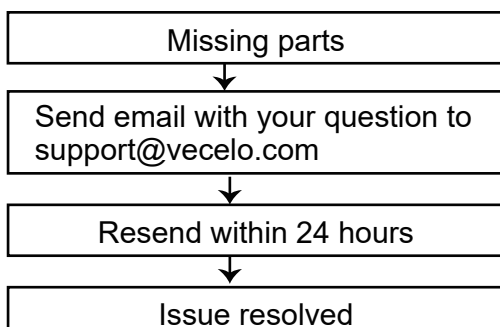 Missing parts
Send email with your question to
support@vecelo.com
Resend within 24 hours
Issue resolved